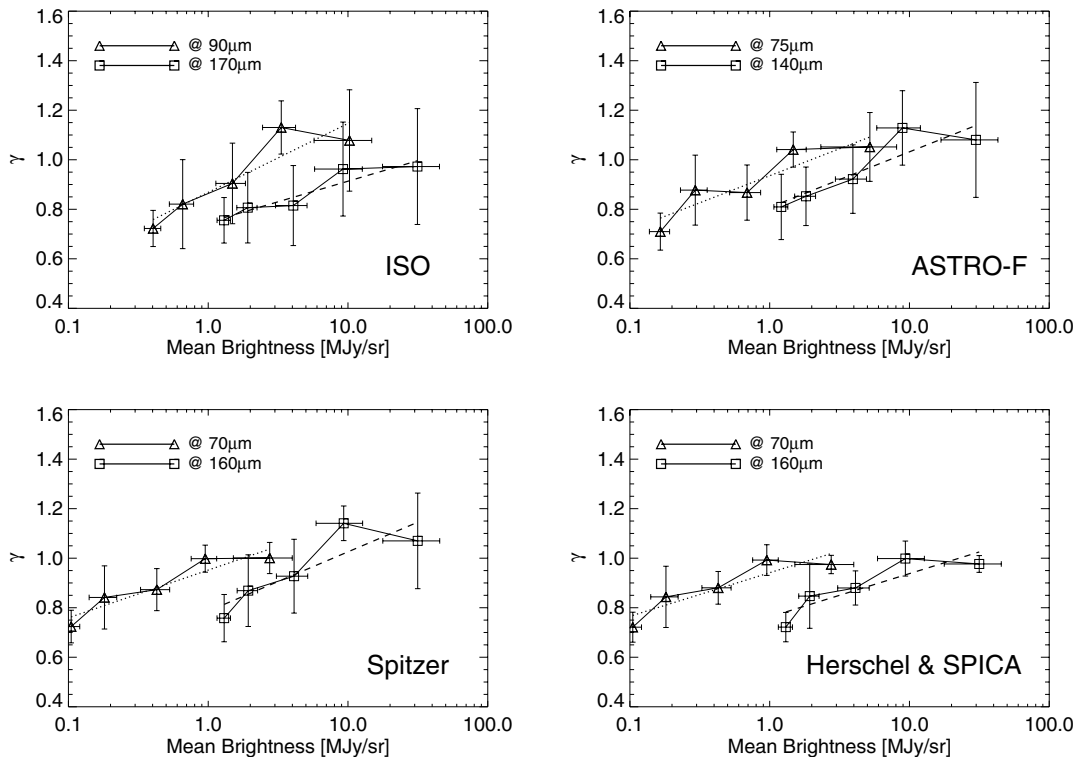 1.6
1.4
1.2
1.0
0.8
0.6
0.4
γ
@ 90μm
@ 170μm
ISO
0.1 1.0 10.0 100.0
Mean Brightness [MJy/sr]
1.6
1.4
1.2
1.0
0.8
0.6
0.4
γ
@ 75μm
@ 140μm
ASTRO-F
0.1 1.0 10.0 100.0
Mean Brightness [MJy/sr]
1.6
1.4
1.2
1.0
0.8
0.6
0.4
γ
@ 70μm
@ 160μm
Spitzer
0.1 1.0 10.0 100.0
Mean Brightness [MJy/sr]
1.6
1.4
1.2
1.0
0.8
0.6
0.4
γ
@ 70μm
@ 160μm
Herschel & SPICA
0.1 1.0 10.0 100.0
Mean Brightness [MJy/sr]